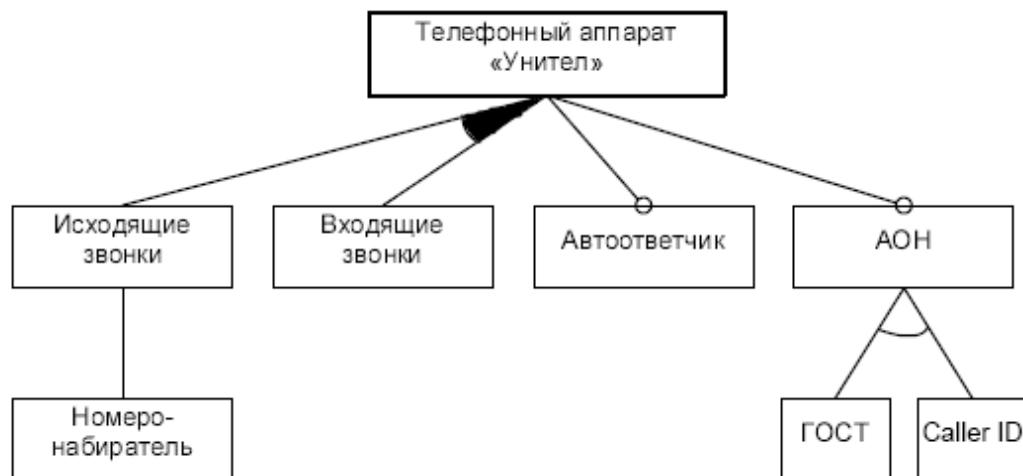 Телефонный аппарат
«Унител»
Исходящие
звонки
Входящие
звонки
Автоответчик
АОН
Номеро-
набиратель
ГОСТ
Caller ID